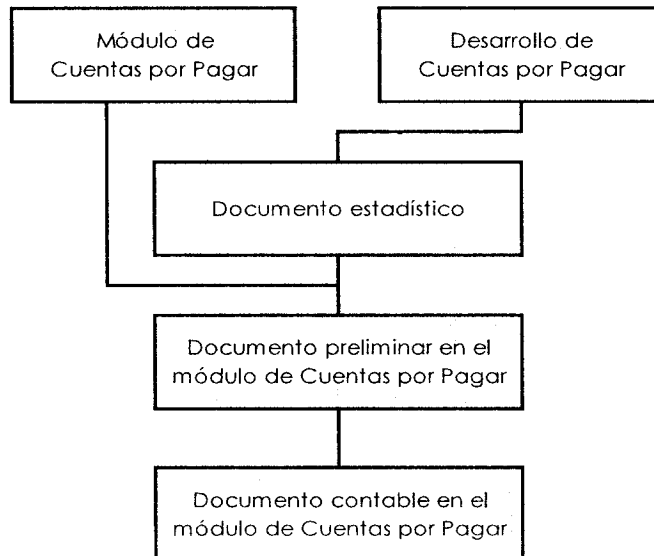 Módulo de
Cuentas por Pagar
Desarrollo de
Cuentas por Pagar
Documento estadístico
Documento preliminar en el
módulo de Cuentas por Pagar
Documento contable en el
módulo de Cuentas por Pagar